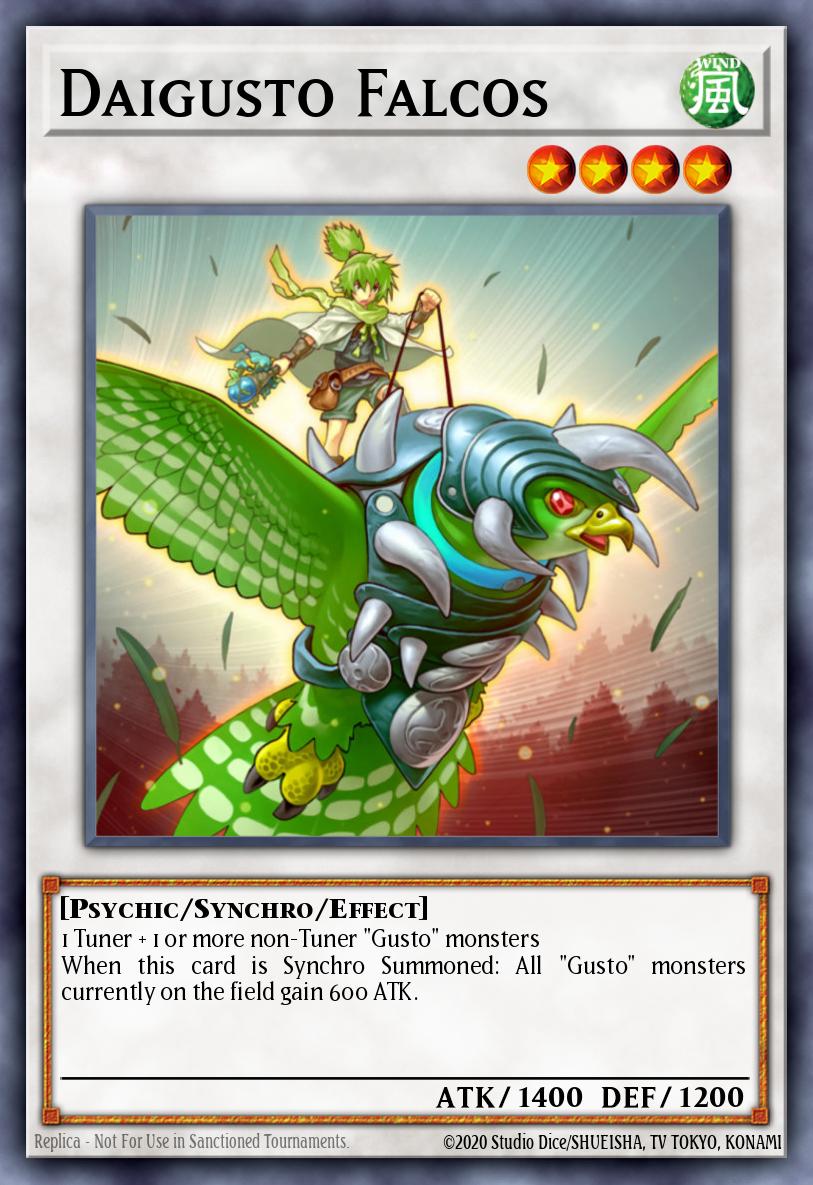 Daigusto Falcos
WIND
風
[Psychic/Synchro/Effect]
1 Tuner + 1 or more non-Tuner "Gusto" monsters
When this card is Synchro Summoned: All "Gusto" monsters
currently on the field gain 600 ATK.
ATK/1400 DEF/1200
Replica - Not For Use in Sanctioned Tournaments.
©2020 Studio Dice/SHUEISHA, TV TOKYO, KONAMI